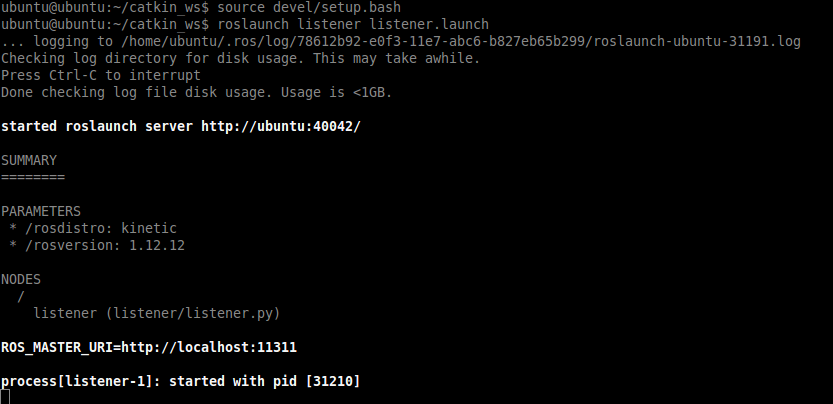 ubuntu@ubuntu:~/catkin_ws$ source devel/setup.bash
ubuntu@ubuntu:~/catkin_ws$ roslaunch listener listener.launch
... logging to /home/ubuntu/.ros/log/78612b92-e0f3-11e7-abc6-b827eb65b299/roslaunch-ubuntu-31191.log
Checking log directory for disk usage. This may take awhile.
Press Ctrl-C to interrupt
Done checking log file disk usage. Usage is <1GB.

started roslaunch server http://ubuntu:40042/

SUMMARY
========

PARAMETERS
 * /rosdistro: kinetic
 * /rosversion: 1.12.12

NODES
  /
    listener (listener/listener.py)

ROS_MASTER_URI=http://localhost:11311

process[listener-1]: started with pid [31210]